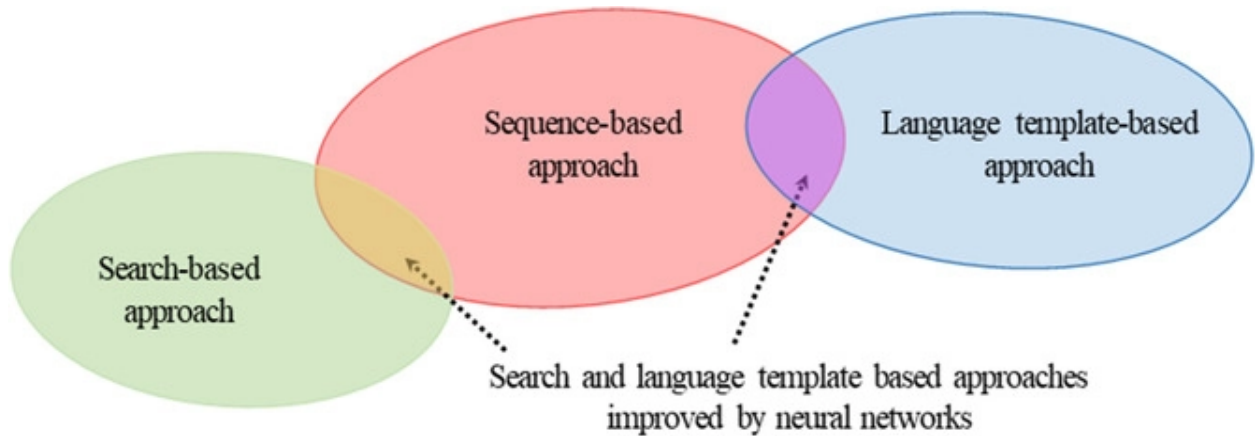 Sequence-based
approach
Language template-based
approach
Search-based
approach
Search and language template based approaches
improved by neural networks